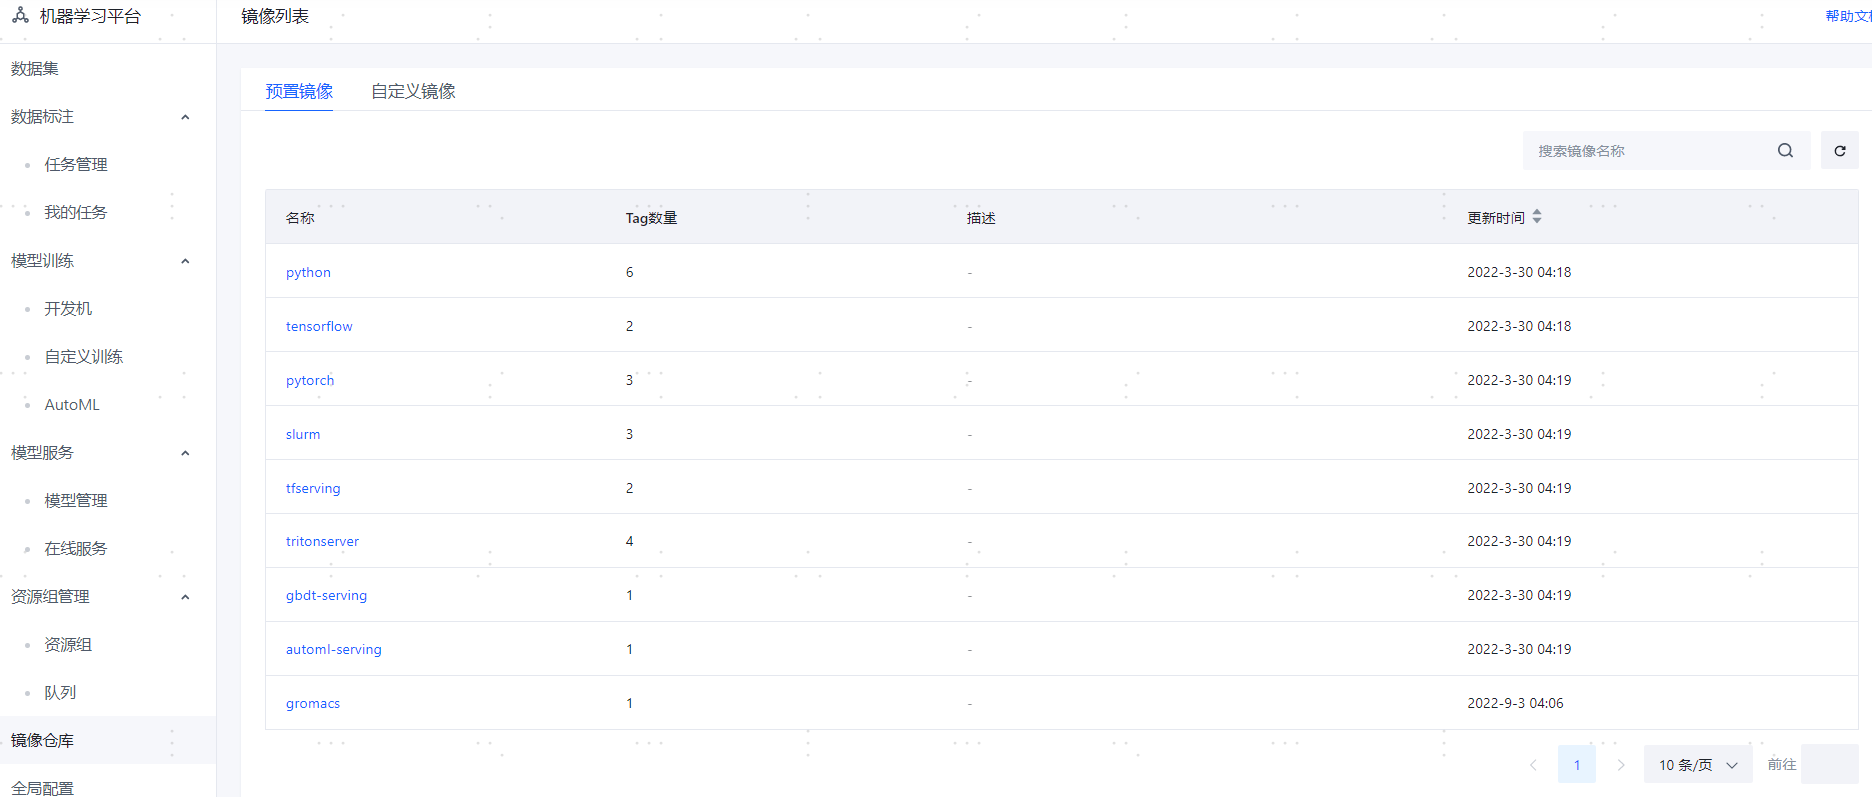 机器学习平台
镜像列表
帮助文档
数据集
数据标注
任务管理
我的任务
模型训练
开发机
自定义训练
AutoML
模型服务
模型管理
在线服务
资源组管理
资源组
队列
镜像仓库
全局配置
预置镜像 自定义镜像
搜索镜像名称
名称 Tag数量 描述 更新时间
python 6 - 2022-3-30 04:18
tensorflow 2 - 2022-3-30 04:18
pytorch 3 - 2022-3-30 04:19
slurm 3 - 2022-3-30 04:19
tfserving 2 - 2022-3-30 04:19
tritonserver 4 - 2022-3-30 04:19
gbdt-serving 1 - 2022-3-30 04:19
automl-serving 1 - 2022-3-30 04:19
gromacs 1 - 2022-9-3 04:06
1 10 条/页 前往